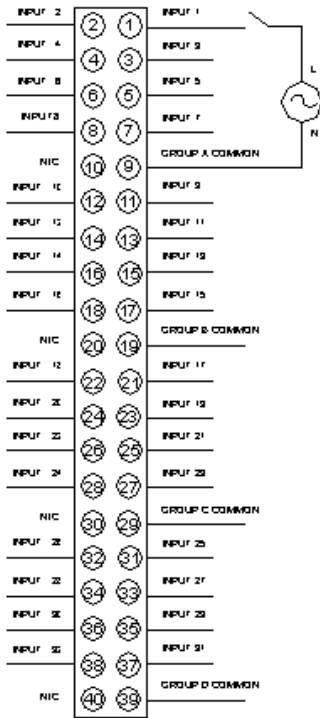 INPUT 2 2 1 INPUT 1
INPUT 4 4 3 INPUT 3
L
INPUT 6 6 5 INPUT 5
INPUT 8 8 7 INPUT 7
N
N/C 10 9 GROUP A COMMON
INPUT 10 12 11 INPUT 9
INPUT 12 14 13 INPUT 11
INPUT 14 16 15 INPUT 13
INPUT 16 18 17 INPUT 15
N/C 20 19 GROUP B COMMON
INPUT 18 22 21 INPUT 17
INPUT 20 24 23 INPUT 19
INPUT 22 26 25 INPUT 21
INPUT 24 28 27 INPUT 23
N/C 30 29 GROUP C COMMON
INPUT 26 32 31 INPUT 25
INPUT 28 34 33 INPUT 27
INPUT 30 36 35 INPUT 29
INPUT 32 38 37 INPUT 31
N/C 40 39 GROUP D COMMON